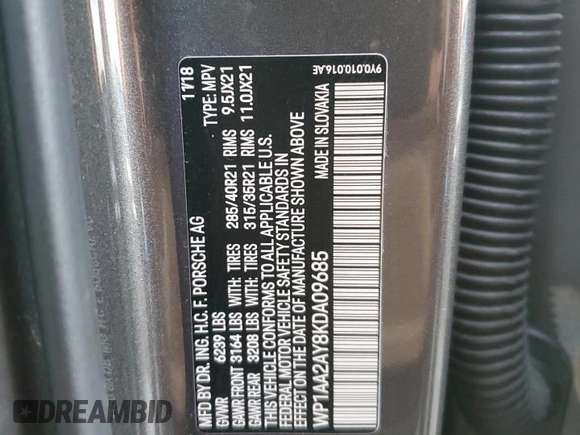 MFD BY DR. ING. H.C. F. PORSCHE AG 11/18
GVWR 6239 LBS TYPE: MPV
GAWR FRONT 3164 LBS WITH: TIRES 285/40R21 RIMS 9.5JX21
GAWR REAR 3208 LBS WITH: TIRES 315/35R21 RIMS 11.0JX21
THIS VEHICLE CONFORMS TO ALL APPLICABLE U.S.
FEDERAL MOTOR VEHICLE SAFETY STANDARDS IN
EFFECT ON THE DATE OF MANUFACTURE SHOWN ABOVE
WP1AA2AY8KDA09685 MADE IN SLOVAKIA
9Y0.010.016.AE
DREAMBID